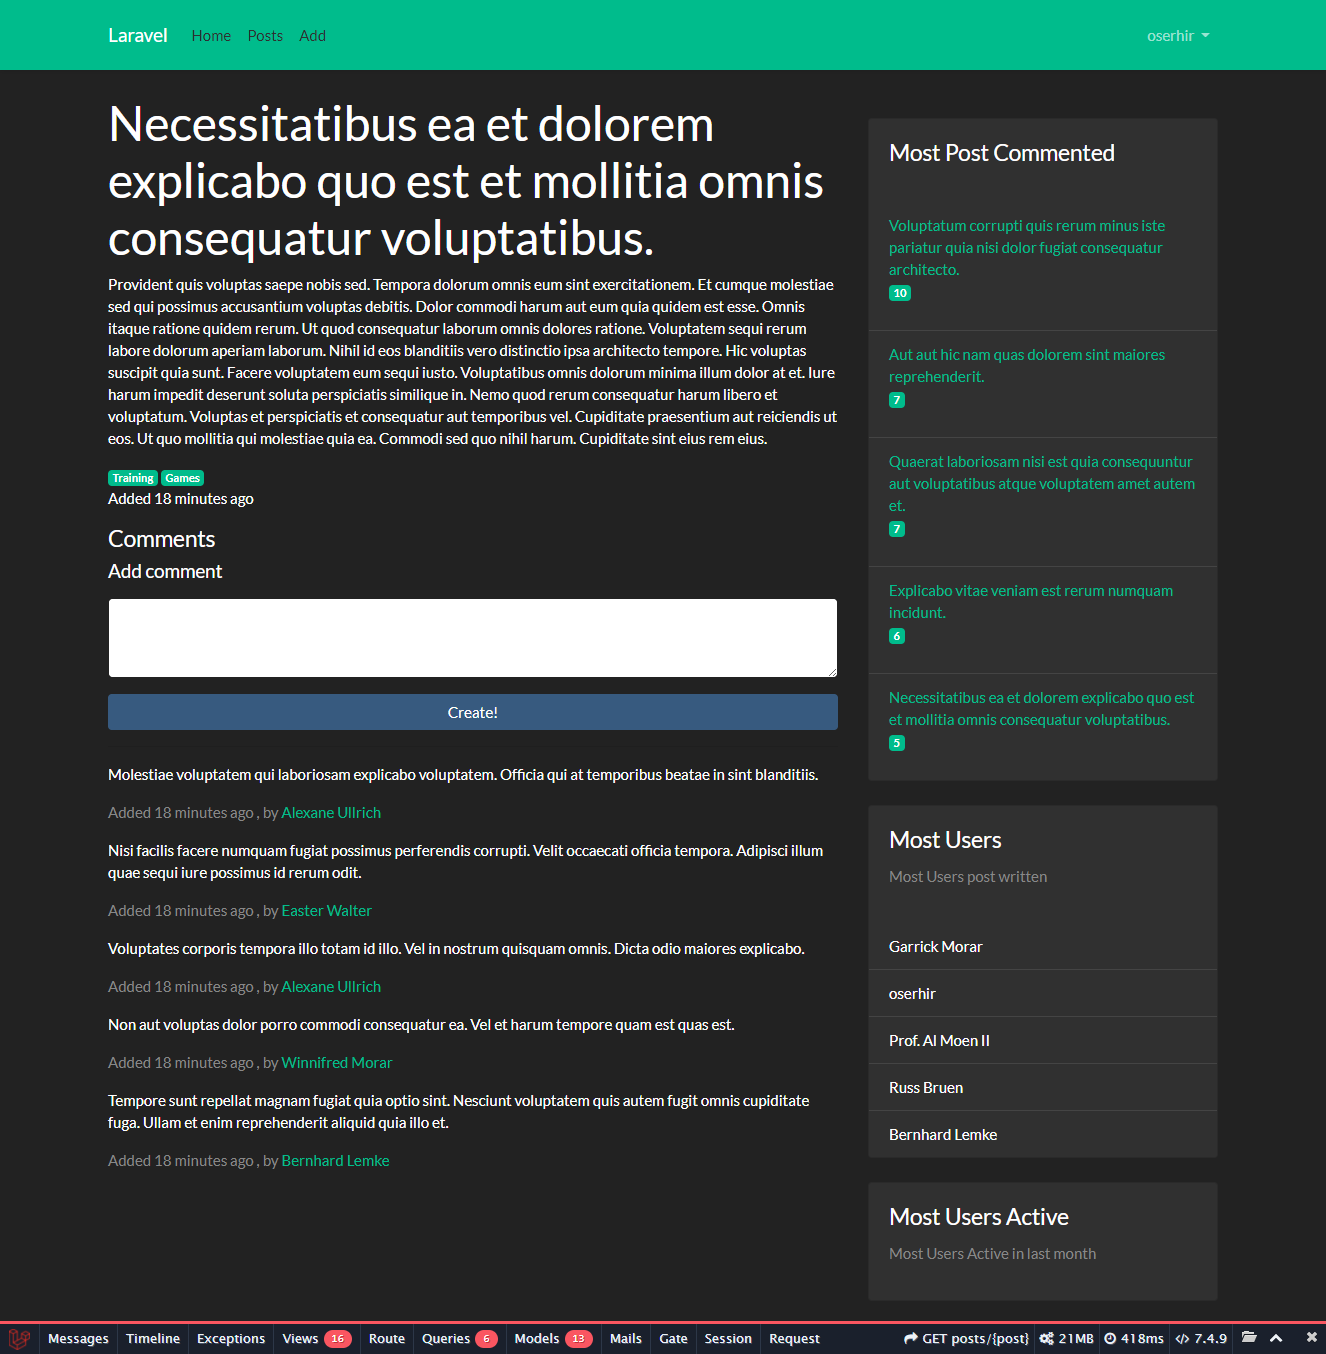 Laravel Home Posts Add oserhir
Necessitatibus ea et dolorem
explicabo quo est et mollitia omnis
consequatur voluptatibus.
Provident quis voluptas saepe nobis sed. Tempora dolorum omnis eum sint exercitationem. Et cumque molestiae
sed qui possimus accusantium voluptas debitis. Dolor commodi harum aut eum quia quidem est esse. Omnis
itaque ratione quidem rerum. Ut quod consequatur laborum omnis dolores ratione. Voluptatem sequi rerum
labore dolorum aperiam laborum. Nihil id eos blanditiis vero distinctio ipsa architecto tempore. Hic voluptas
suscipit quia sunt. Facere voluptatem eum sequi iusto. Voluptatibus omnis dolorum minima illum dolor at et. Iure
harum impedit deserunt soluta perspiciatis similique in. Nemo quod rerum consequatur harum libero et
voluptatum. Voluptas et perspiciatis et consequatur aut temporibus vel. Cupiditate praesentium aut reiciendis ut
eos. Ut quo mollitia qui molestiae quia ea. Commodi sed quo nihil harum. Cupiditate sint eius rem eius.
Training Games
Added 18 minutes ago
Comments
Add comment
Create!
Molestiae voluptatem qui laboriosam explicabo voluptatem. Officia qui at temporibus beatae in sint blanditiis.
Added 18 minutes ago , by Alexane Ullrich
Nisi facilis facere numquam fugiat possimus perferendis corrupti. Velit occaecati officia tempora. Adipisci illum
quae sequi iure possimus id rerum odit.
Added 18 minutes ago , by Easter Walter
Voluptates corporis tempora illo totam id illo. Vel in nostrum quisquam omnis. Dicta odio maiores explicabo.
Added 18 minutes ago , by Alexane Ullrich
Non aut voluptas dolor porro commodi consequatur ea. Vel et harum tempore quam est quas est.
Added 18 minutes ago , by Winnifred Morar
Tempore sunt repellat magnam fugiat quia optio sint. Nesciunt voluptatem quis autem fugit omnis cupiditate
fuga. Ullam et enim reprehenderit aliquid quia illo et.
Added 18 minutes ago , by Bernhard Lemke
Most Post Commented
Voluptatum corrupti quis rerum minus iste
pariatur quia nisi dolor fugiat consequatur
architecto.
10
Aut aut hic nam quas dolorem sint maiores
reprehenderit.
7
Quaerat laboriosam nisi est quia consequuntur
aut voluptatibus atque voluptatem amet autem
et.
7
Explicabo vitae veniam est rerum numquam
incidunt.
6
Necessitatibus ea et dolorem explicabo quo est
et mollitia omnis consequatur voluptatibus.
5
Most Users
Most Users post written
Garrick Morar
oserhir
Prof. Al Moen II
Russ Bruen
Bernhard Lemke
Most Users Active
Most Users Active in last month
Messages Timeline Exceptions Views 16 Route Queries 6 Models 13 Mails Gate Session Request GET posts/{post} 21MB 418ms 7.4.9